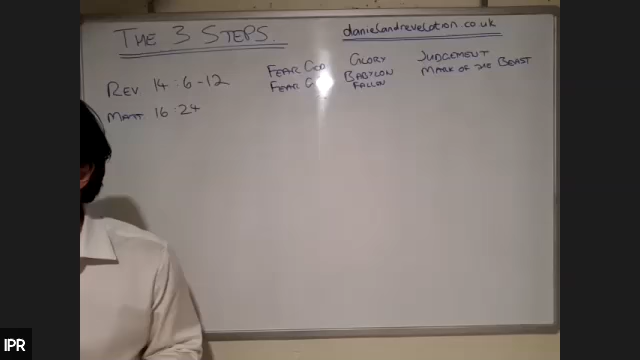 THE 3 STEPS.
danielandrevelation.co.uk
REV 14:6-12
FEAR GOD GLORY JUDGEMENT
FEAR BABYLON MARK OF THE BEAST
FALLEN
MATT 16:24
IPR